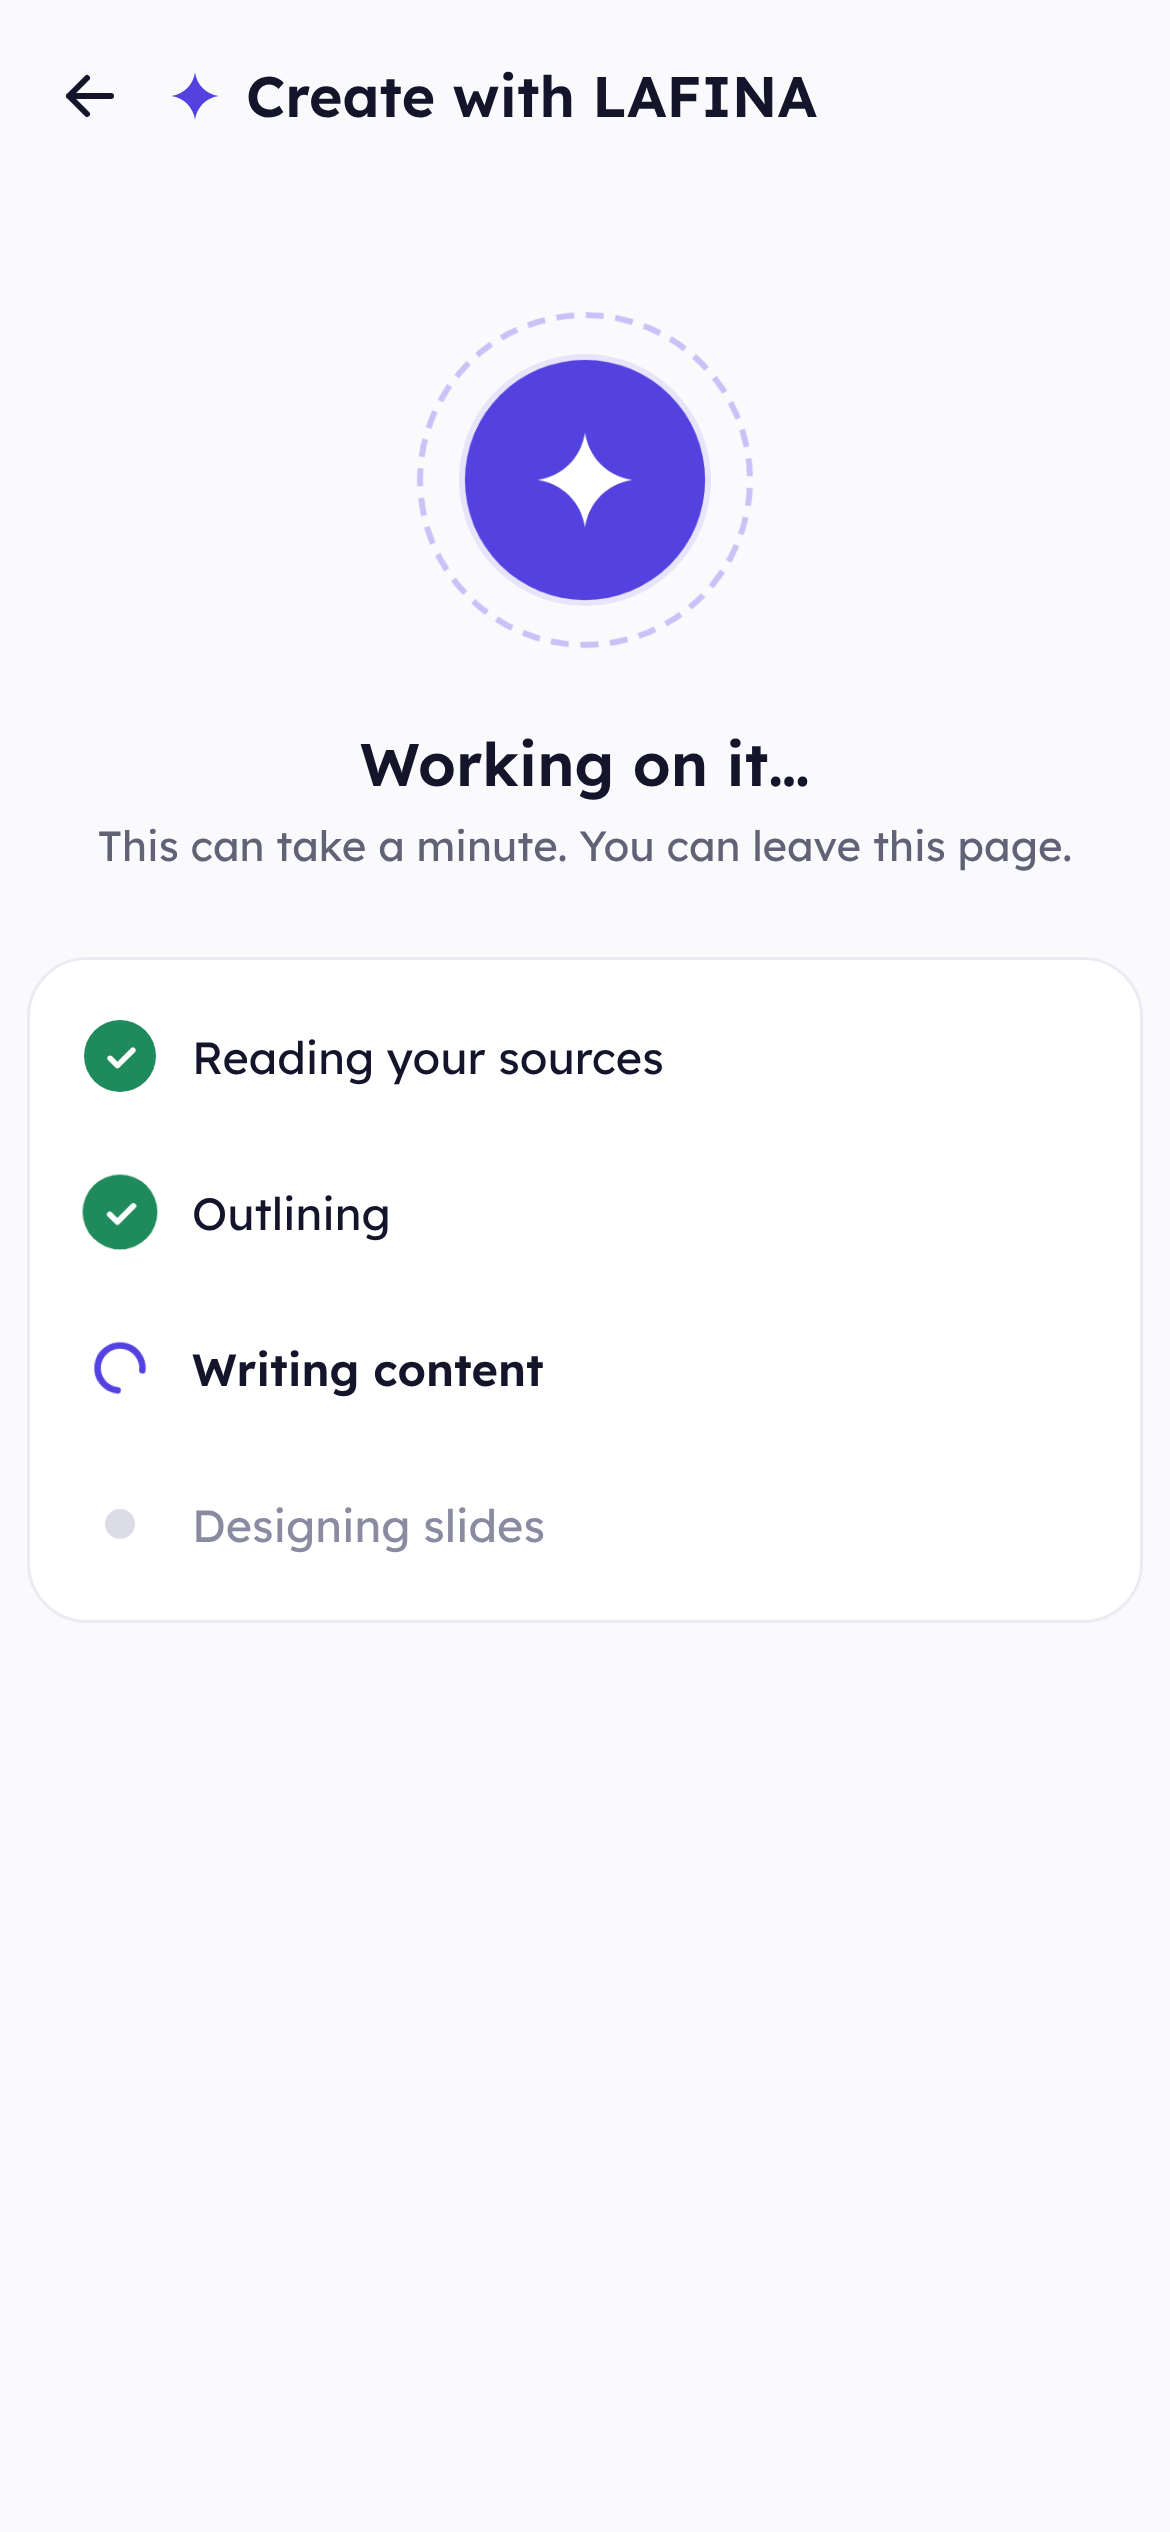 Create with LAFINA
Working on it...
This can take a minute. You can leave this page.
Reading your sources
Outlining
Writing content
Designing slides